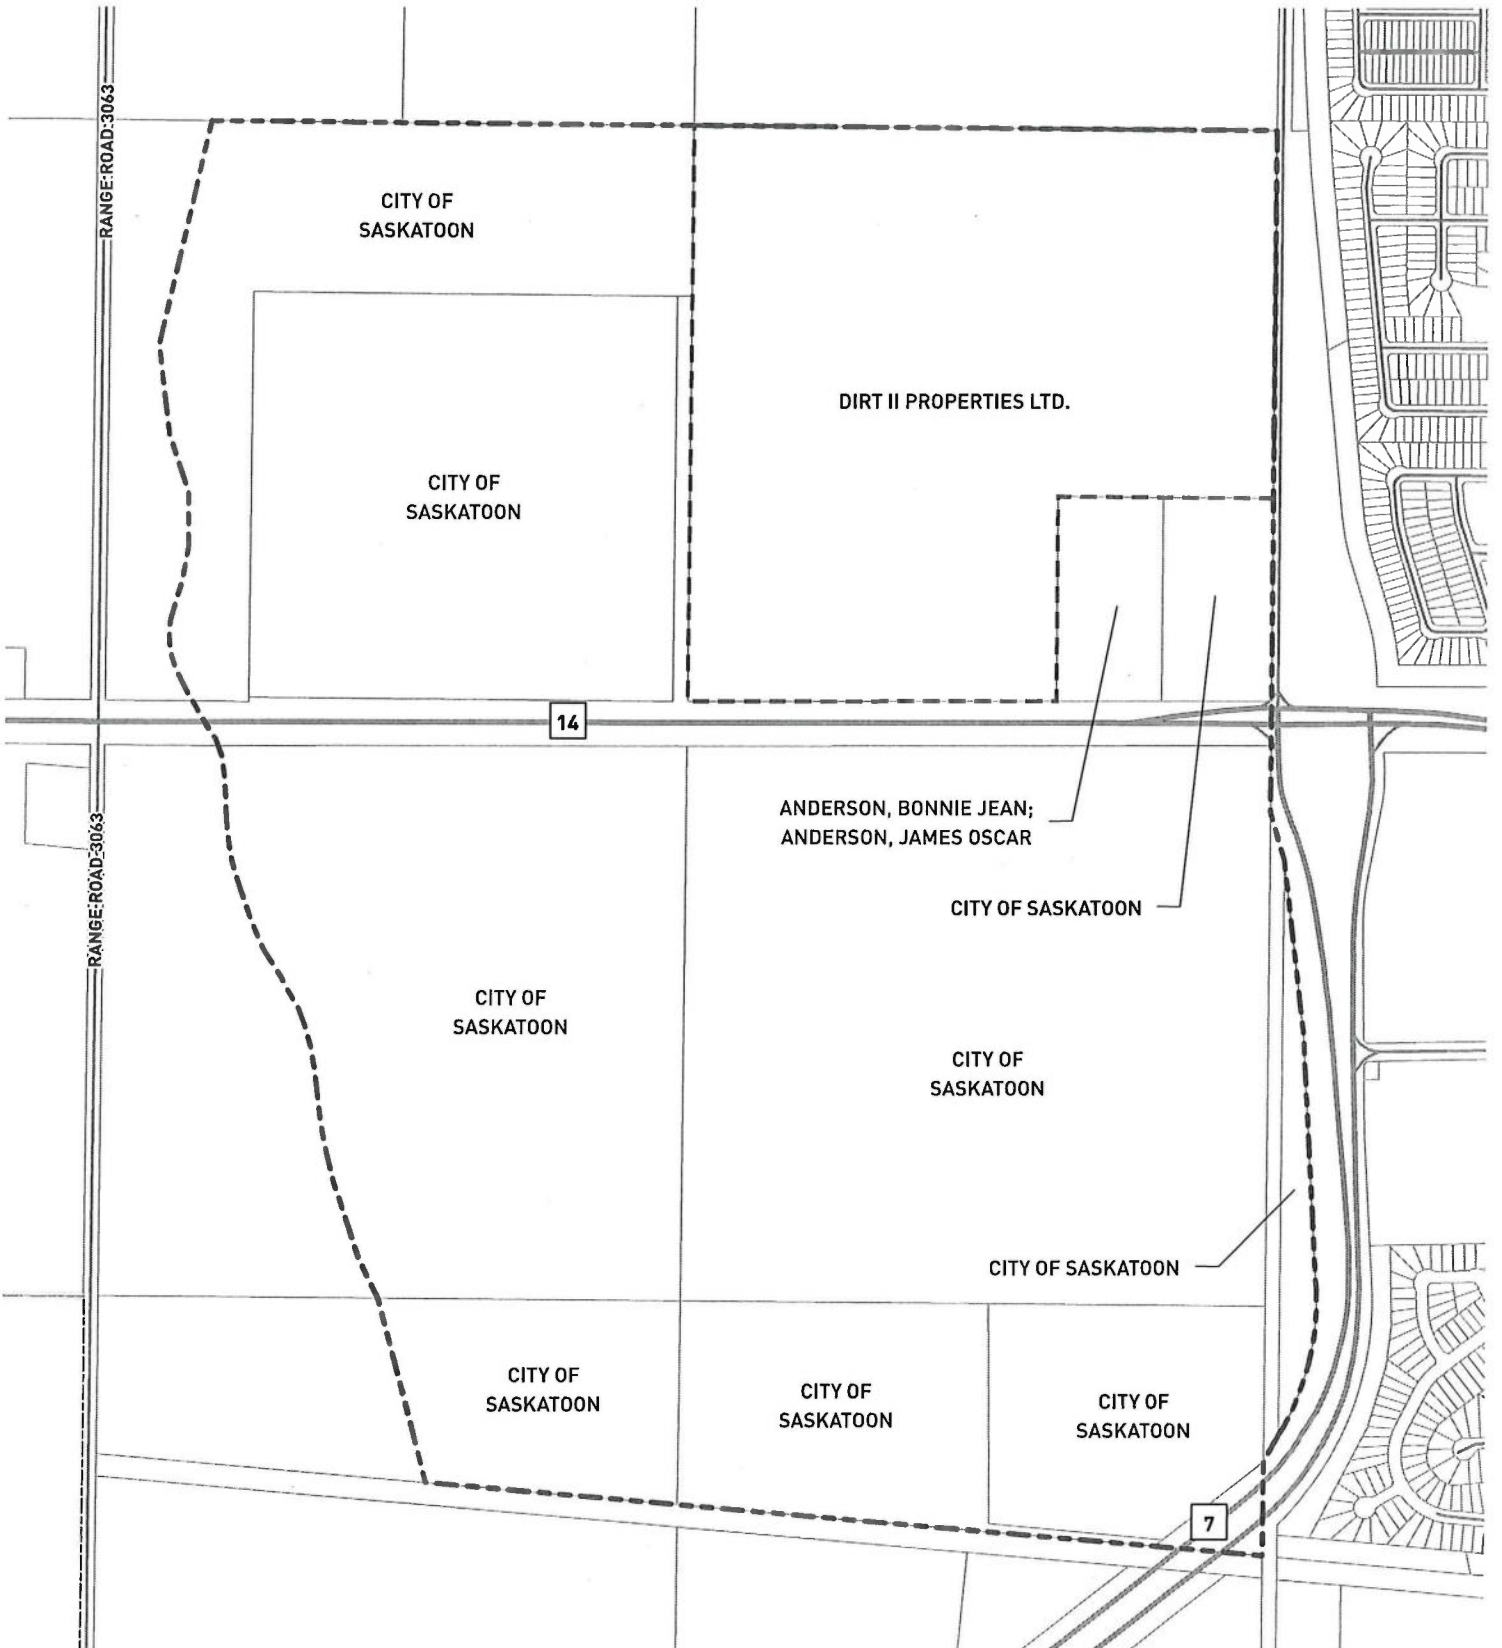 RANGE ROAD 3063
CITY OF
SASKATOON
DIRT II PROPERTIES LTD.
CITY OF
SASKATOON
14
ANDERSON, BONNIE JEAN;
ANDERSON, JAMES OSCAR
RANGE ROAD 3063
CITY OF SASKATOON
CITY OF
SASKATOON
CITY OF
SASKATOON
CITY OF SASKATOON
CITY OF
SASKATOON
CITY OF
SASKATOON
CITY OF
SASKATOON
7